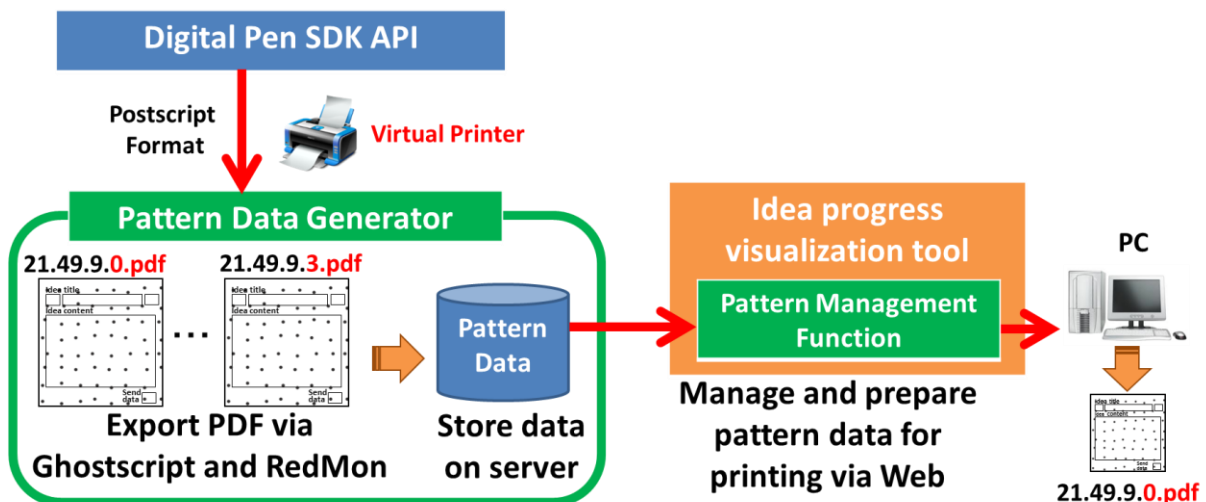 Digital Pen SDK API
Postscript
Format
Virtual Printer
Pattern Data Generator
21.49.9.0.pdf
21.49.9.3.pdf
Idea title
Idea content
Send
data
...
Idea title
Idea content
Send
data
Export PDF via
Ghostscript and RedMon
Pattern
Data
Store data
on server
Idea progress
visualization tool
Pattern Management
Function
Manage and prepare
pattern data for
printing via Web
PC
Idea title
Idea content
Send
data
21.49.9.0.pdf